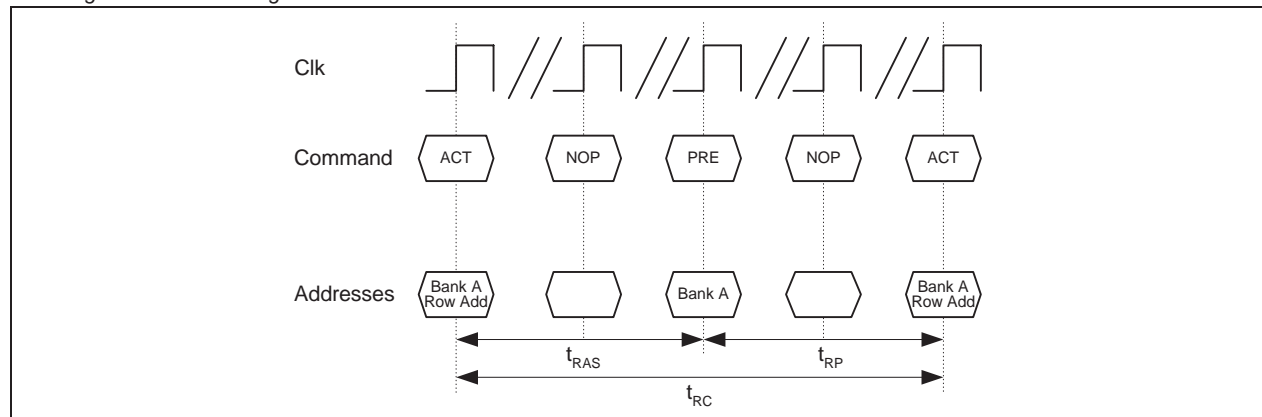 Clk
Command
ACT
NOP
PRE
NOP
ACT
Addresses
Bank A
Row Add
Bank A
Bank A
Row Add
tRAS
tRP
tRC